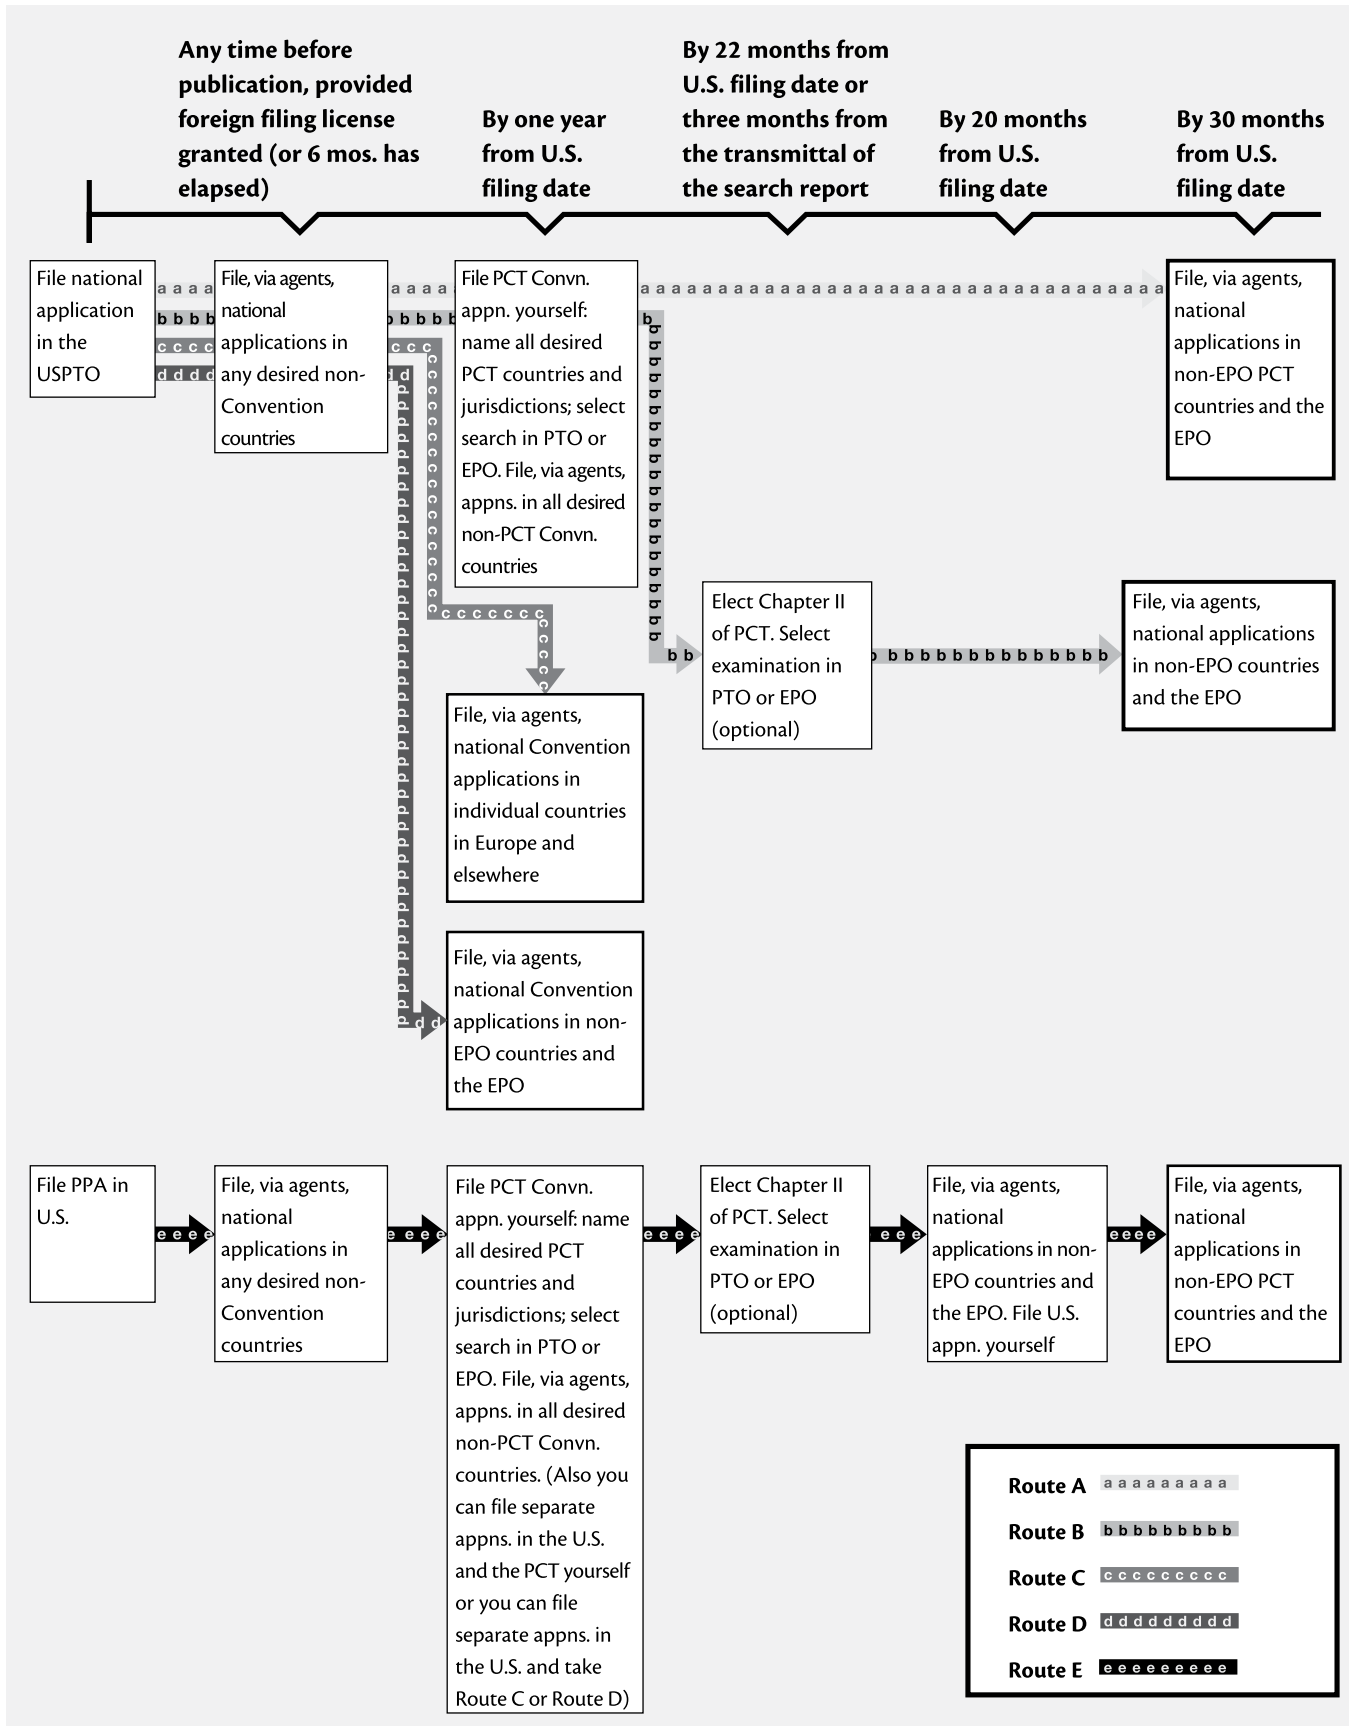 Any time before
publication, provided
foreign filing license
granted (or 6 mos. has
elapsed)
By one year
from U.S.
filing date
By 22 months from
U.S. filing date or
three months from
the transmittal of
the search report
By 20 months
from U.S.
filing date
By 30 months
from U.S.
filing date
File national
application
in the
USPTO
a a a a
b b b b
c c c c
d d d d
File, via agents,
national
applications in
any desired non-
Convention
countries
a a a a
b b b b b
c c c
d d
File PCT Convn.
appn. yourself:
name all desired
PCT countries and
jurisdictions; select
search in PTO or
EPO. File, via agents,
appns. in all desired
non-PCT Convn.
countries
a a a a a a a a a a a a a a a a a a a a a a a a a a a a a a a a a
File, via agents,
national
applications in
non-EPO PCT
countries and the
EPO
Elect Chapter II
of PCT. Select
examination in
PTO or EPO
(optional)
b b b b b b b b b b b b b b b
File, via agents,
national applications
in non-EPO countries
and the EPO
File, via agents,
national Convention
applications in
individual countries
in Europe and
elsewhere
File, via agents,
national Convention
applications in non-
EPO countries and
the EPO
File PPA in
U.S.
e e e e
File, via agents,
national
applications in
any desired non-
Convention
countries
e e e e
File PCT Convn.
appn. yourself: name
all desired PCT
countries and
jurisdictions; select
search in PTO or
EPO. File, via agents,
appns. in all desired
non-PCT Convn.
countries. (Also you
can file separate
appns. in the U.S.
and the PCT yourself
or you can file
separate appns. in
the U.S. and take
Route C or Route D)
e e e e
Elect Chapter II
of PCT. Select
examination in
PTO or EPO
(optional)
e e e
File, via agents,
national
applications in non-
EPO countries and
the EPO. File U.S.
appn. yourself
e e e e
File, via agents,
national
applications in
non-EPO PCT
countries and the
EPO
Route A a a a a a a a a a
Route B b b b b b b b b b
Route C c c c c c c c c c
Route D d d d d d d d d d
Route E e e e e e e e e e